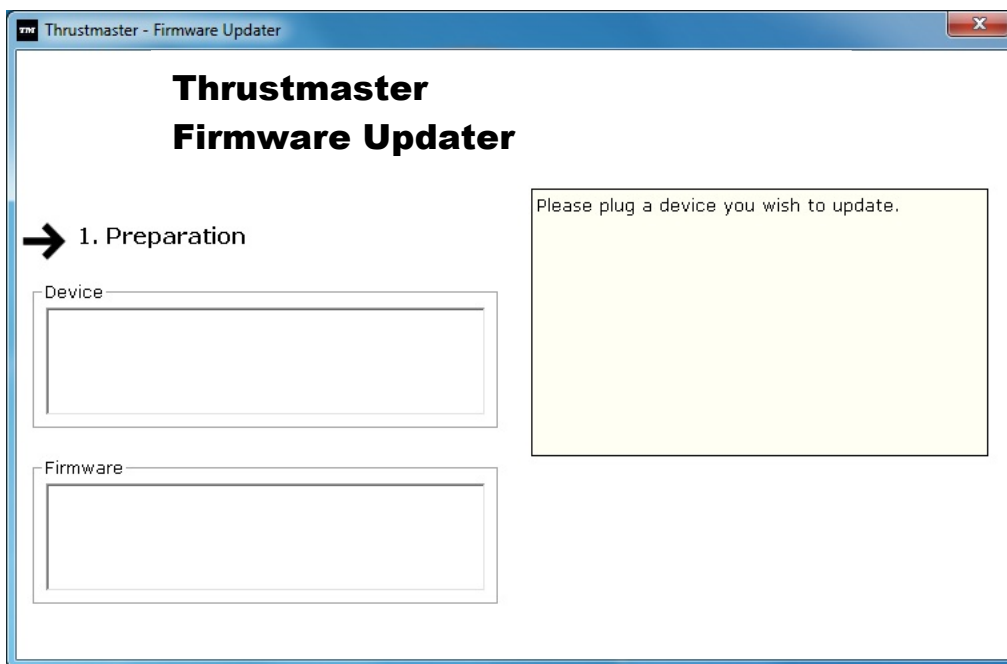 TM Thrustmaster - Firmware Updater
Thrustmaster
Firmware Updater
1. Preparation
Please plug a device you wish to update.
Device
Firmware